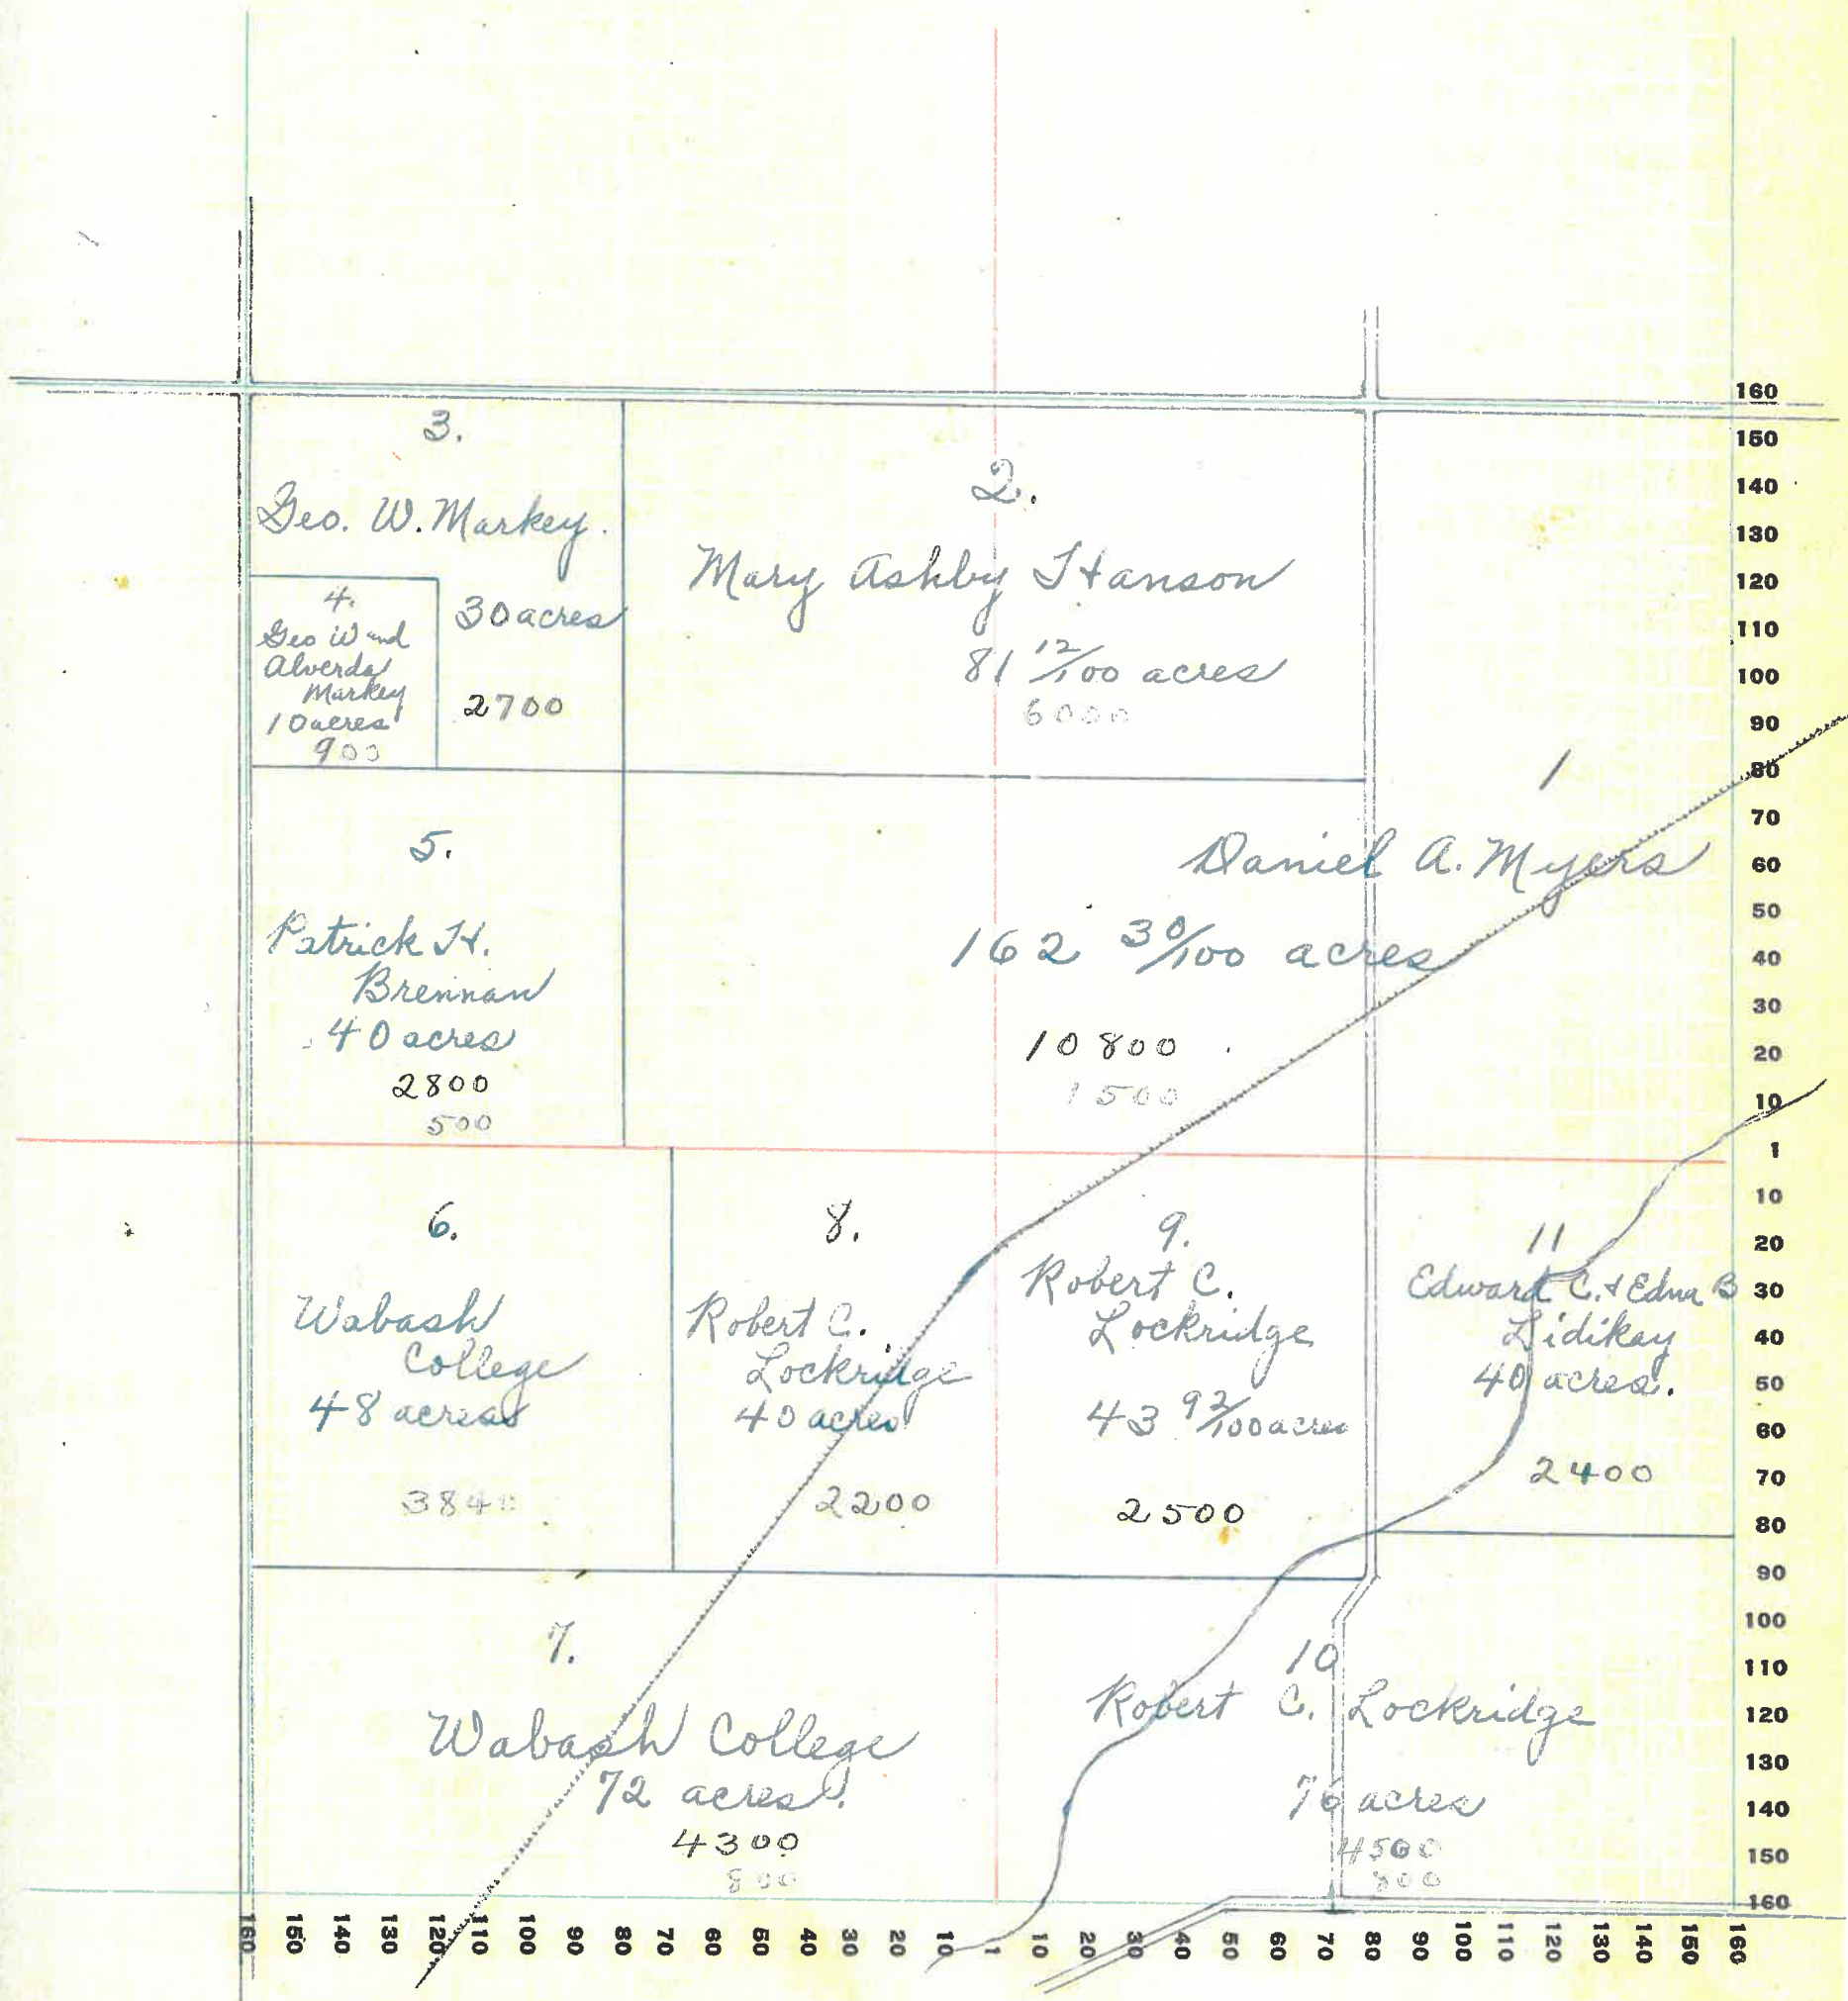 3.
Geo. W. Markey.
30 acres
2700
4.
Geo W and
Alverda
Markey
10 acres
900
2.
Mary Ashby Hanson
81 12/100 acres
6000
1
Daniel A. Myers
162 30/100 acres
10800
1500
5.
Patrick H.
Brennan
40 acres
2800
500
6.
Wabash
College
48 acres
3840
8.
Robert C.
Lockridge
40 acres
2200
9.
Robert C.
Lockridge
43 92/100 acres
2500
11
Edward C. & Edna B
Lidikay
40 acres.
2400
7.
Wabash College
72 acres.
4300
800
10
Robert C. Lockridge
76 acres
4500
800
160
150
140
130
120
110
100
90
80
70
60
50
40
30
20
10
1
10
20
30
40
50
60
70
80
90
100
110
120
130
140
150
160
160 150 140 130 120 110 100 90 80 70 60 50 40 30 20 10 1 10 20 30 40 50 60 70 80 90 100 110 120 130 140 150 160